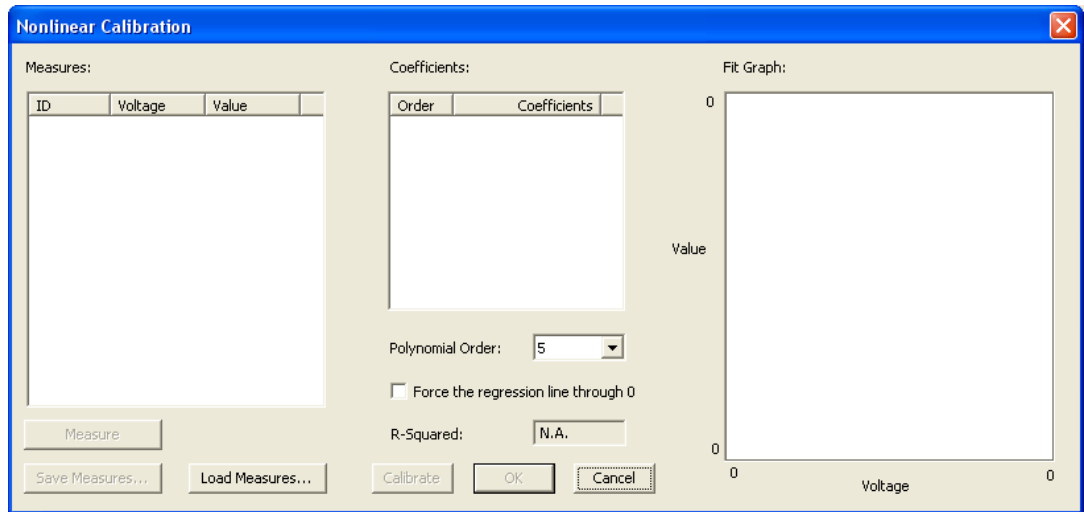 Nonlinear Calibration
Measures:
Coefficients:
Fit Graph:
ID Voltage Value
Order Coefficients
0
Value
Polynomial Order: 5
Force the regression line through 0
Measure
R-Squared: N.A.
0
Save Measures... Load Measures... Calibrate OK Cancel
0 Voltage 0